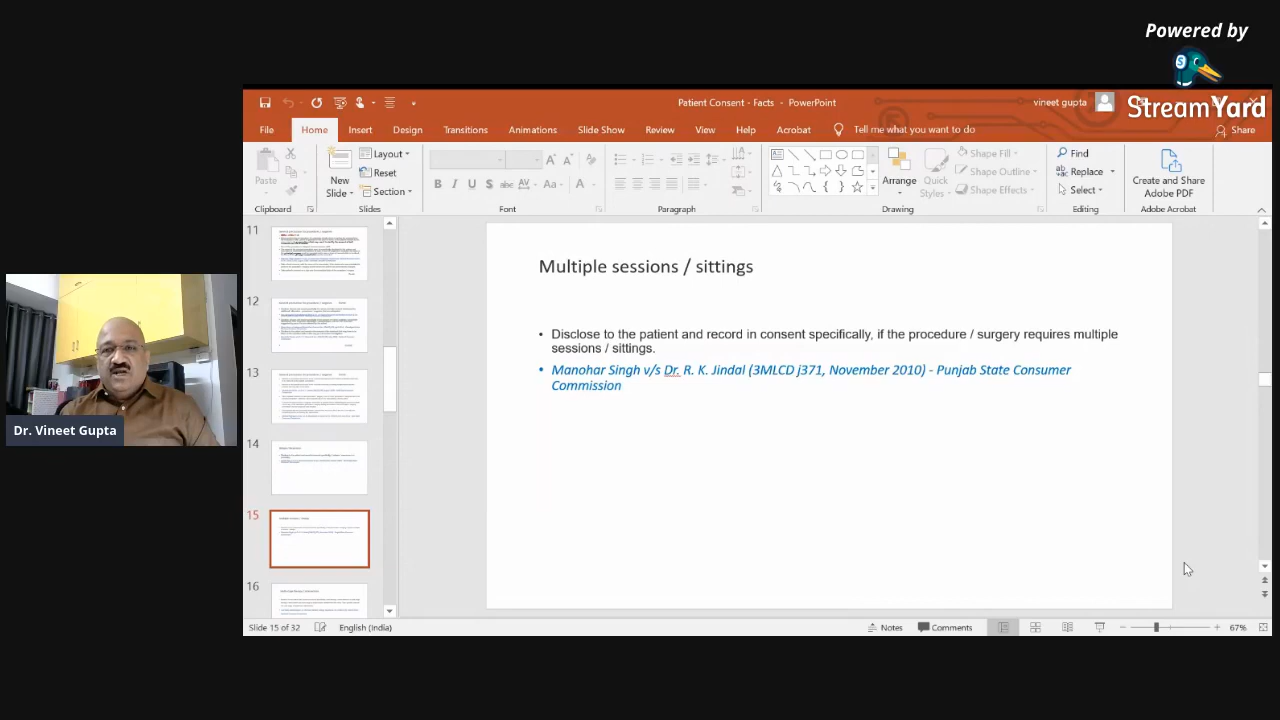 Powered by
StreamYard
Patient Consent - Facts - PowerPoint
vineet gupta
File
Home
Insert
Design
Transitions
Animations
Slide Show
Review
View
Help
Acrobat
Tell me what you want to do
Share
Paste
Clipboard
New
Slide
Layout
Reset
Section
Slides
B I U S abc AV Aa A
Font
Paragraph
Arrange
Quick
Styles
Shape Fill
Shape Outline
Shape Effects
Drawing
Find
Replace
Select
Editing
Create and Share
Adobe PDF
Adobe Acrobat
11
12
13
14
15
16
Multiple sessions / sittings
• Disclose to the patient and record in consent specifically, if the procedure / surgery requires multiple
sessions / sittings.
• Manohar Singh v/s Dr. R. K. Jindal (3MLCD j371, November 2010) - Punjab State Consumer
Commission
Dr. Vineet Gupta
Slide 15 of 32
English (India)
Notes
Comments
67%